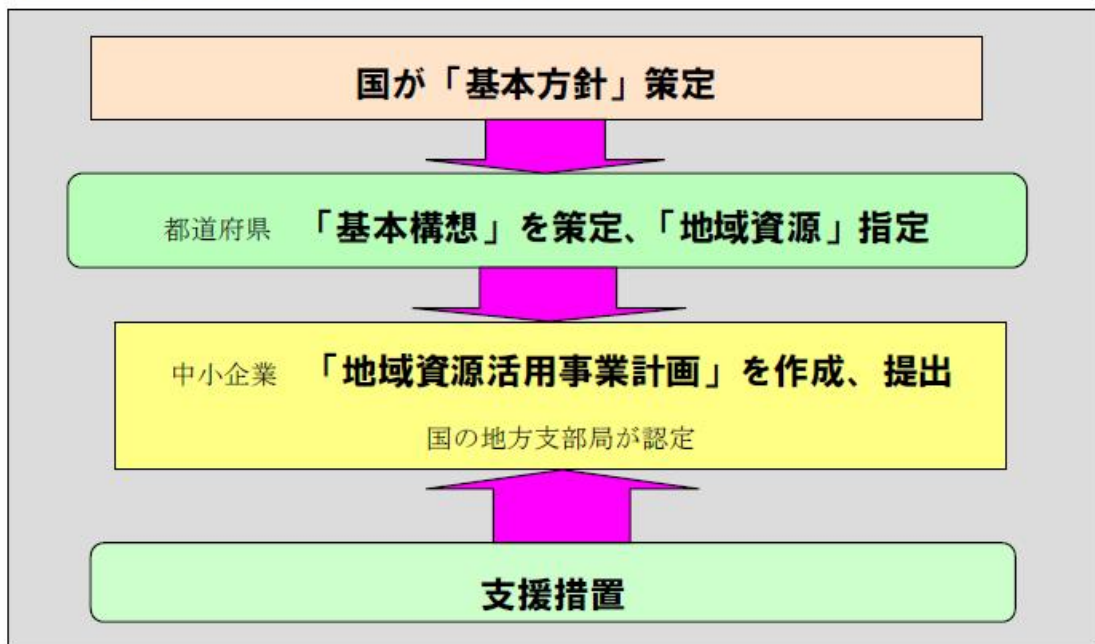 国が「基本方針」策定
都道府県 「基本構想」を策定、「地域資源」指定
中小企業 「地域資源活用事業計画」を作成、提出
国の地方支部局が認定
支援措置